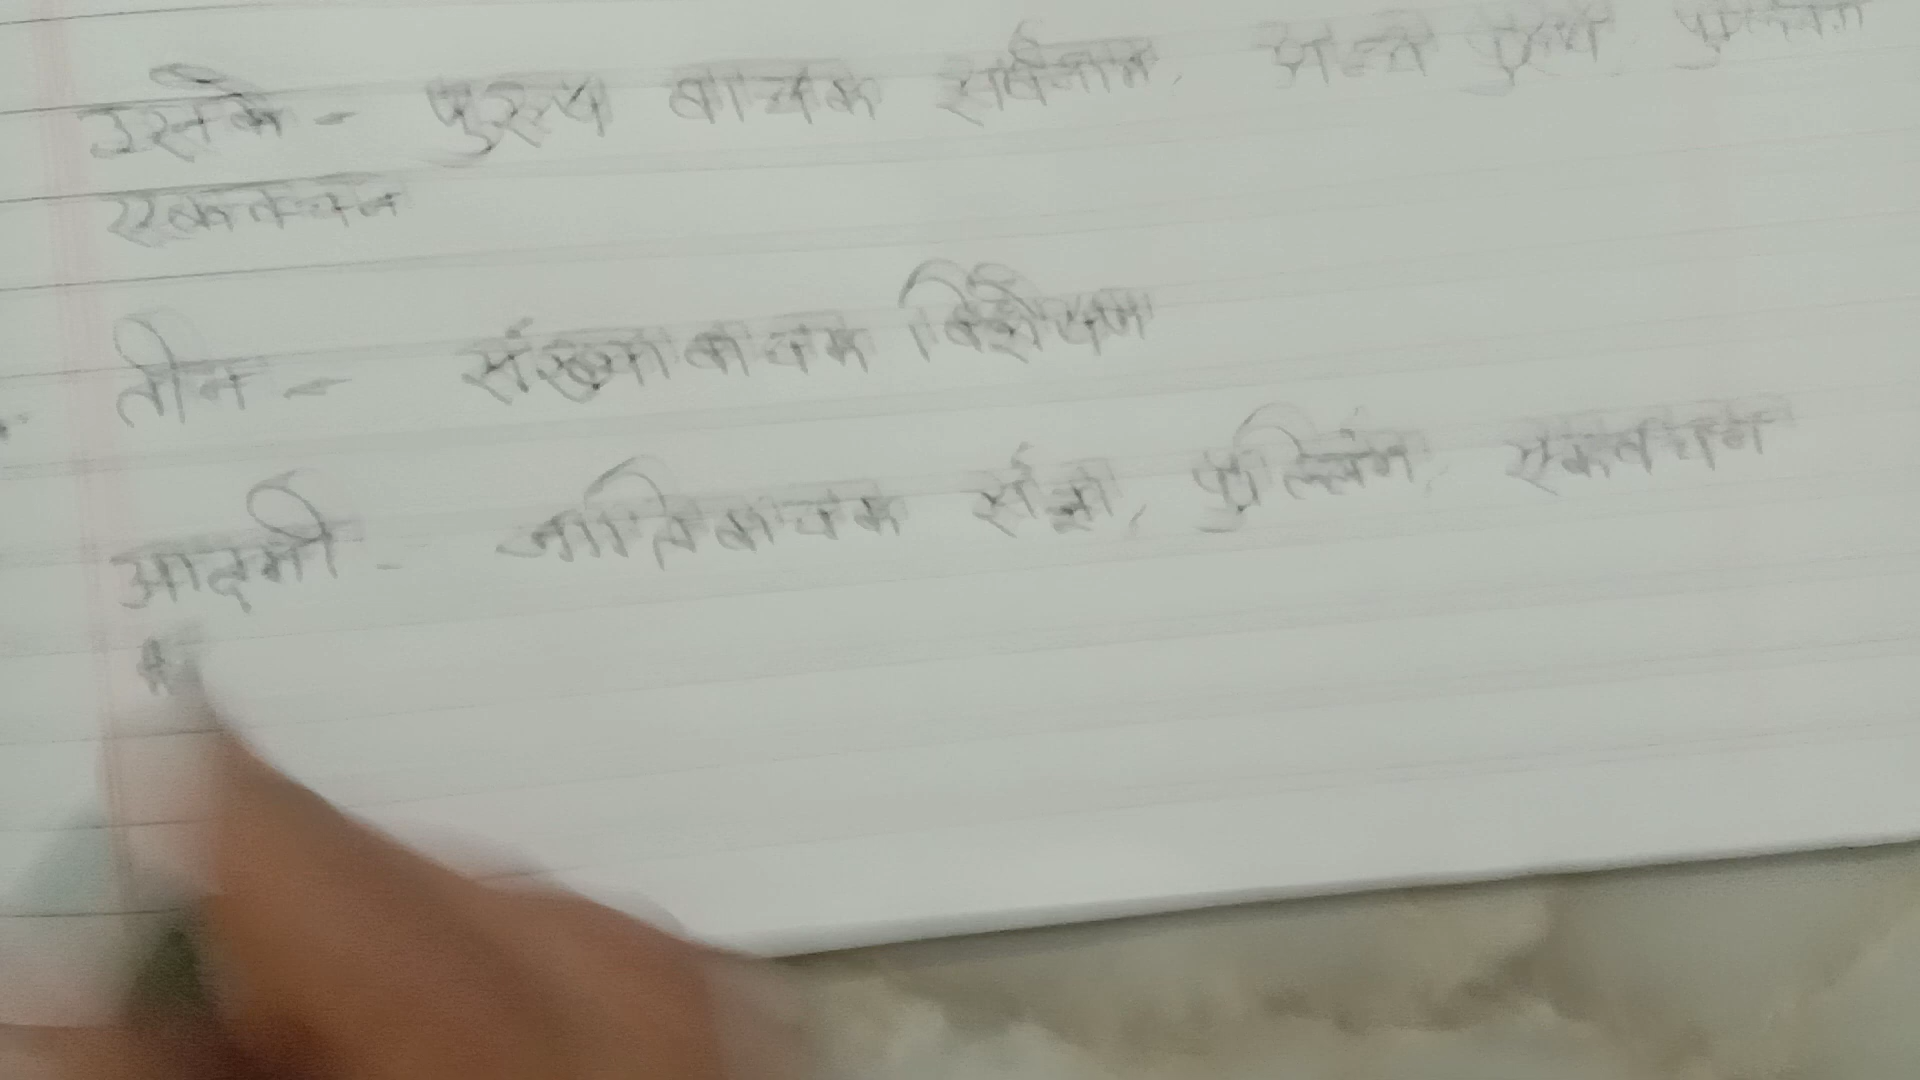 उसके - पुरुष वाचक सर्वनाम, अन्य पुरुष, पुल्लिंग
एकवचन
तीन - संख्यावाचक विशेषण
आदमी - जातिवाचक संज्ञा, पुल्लिंग, एकवचन